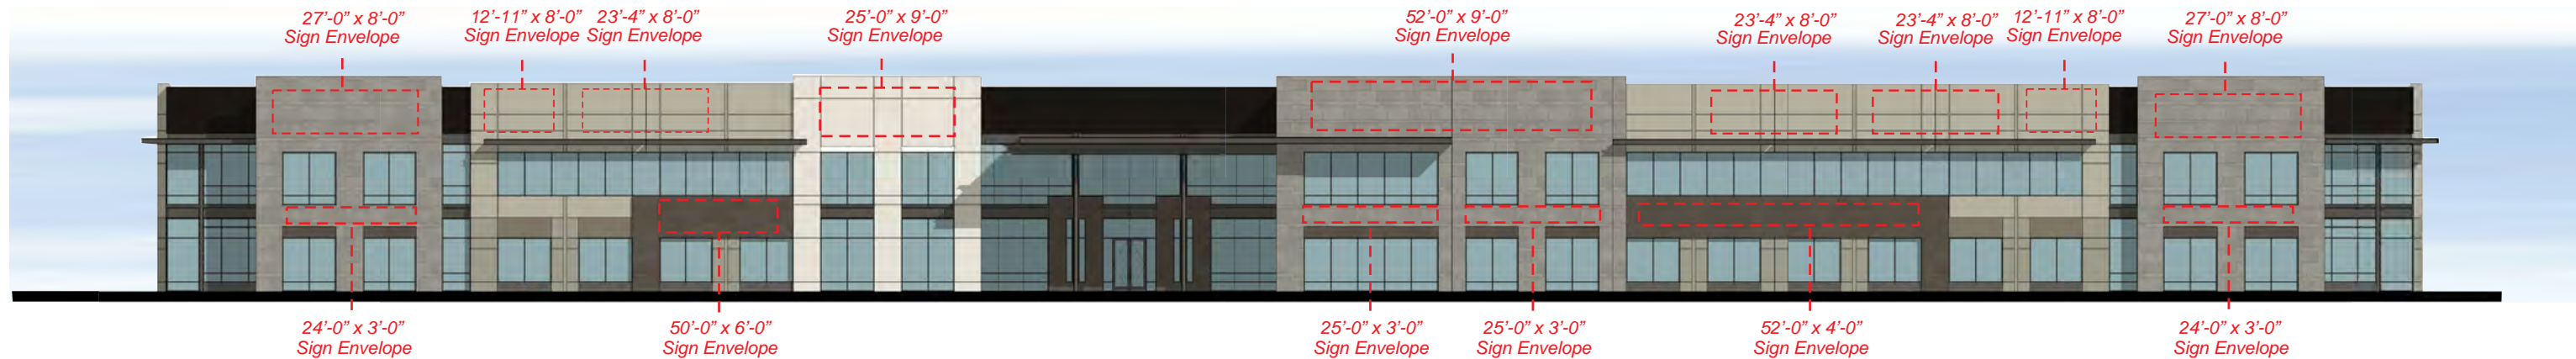 27'-0” x 8'-0”
Sign Envelope
12'-11” x 8'-0”
Sign Envelope
23'-4” x 8'-0”
Sign Envelope
25'-0” x 9'-0”
Sign Envelope
52'-0” x 9'-0”
Sign Envelope
23'-4” x 8'-0”
Sign Envelope
23'-4” x 8'-0”
Sign Envelope
12'-11” x 8'-0”
Sign Envelope
27'-0” x 8'-0”
Sign Envelope
24'-0” x 3'-0”
Sign Envelope
50'-0” x 6'-0”
Sign Envelope
25'-0” x 3'-0”
Sign Envelope
25'-0” x 3'-0”
Sign Envelope
52'-0” x 4'-0”
Sign Envelope
24'-0” x 3'-0”
Sign Envelope